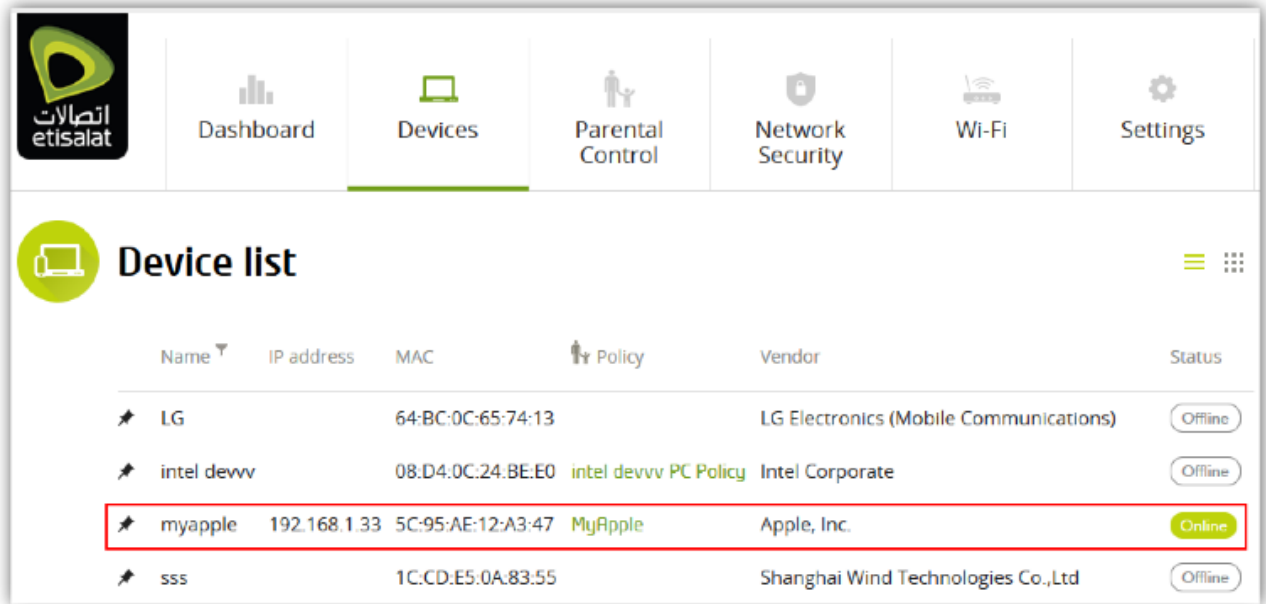 اتصالات
etisalat
Dashboard
Devices
Parental
Control
Network
Security
Wi-Fi
Settings
Device list
Name IP address MAC Policy Vendor Status
LG 64:BC:0C:65:74:13 LG Electronics (Mobile Communications) Offline
intel devvv 08:D4:0C:24:BE:E0 intel devvv PC Policy Intel Corporate Offline
myapple 192.168.1.33 5C:95:AE:12:A3:47 MyApple Apple, Inc. Online
sss 1C:CD:E5:0A:83:55 Shanghai Wind Technologies Co.,Ltd Offline